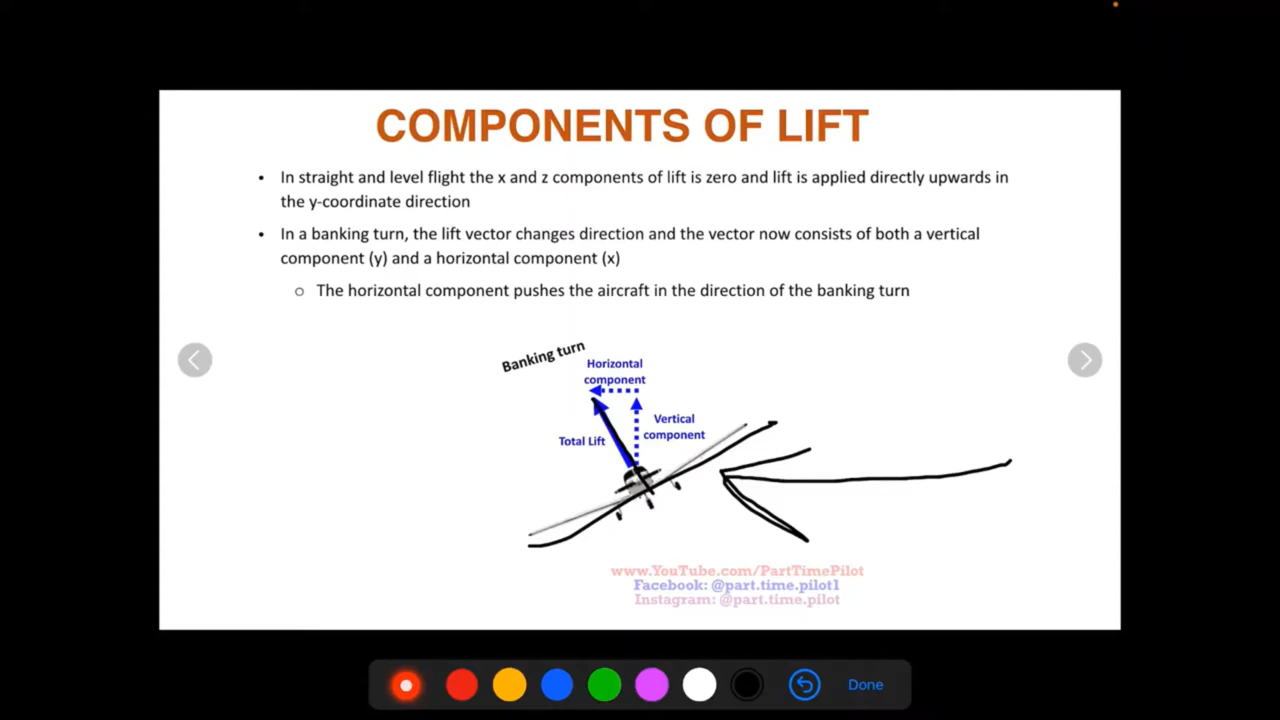 COMPONENTS OF LIFT
• In straight and level flight the x and z components of lift is zero and lift is applied directly upwards in
the y-coordinate direction
• In a banking turn, the lift vector changes direction and the vector now consists of both a vertical
component (y) and a horizontal component (x)
○ The horizontal component pushes the aircraft in the direction of the banking turn
Banking turn
Horizontal
component
Vertical
component
Total Lift
www.YouTube.com/PartTimePilot
Facebook: @part.time.pilot1
Instagram: @part.time.pilot
Done